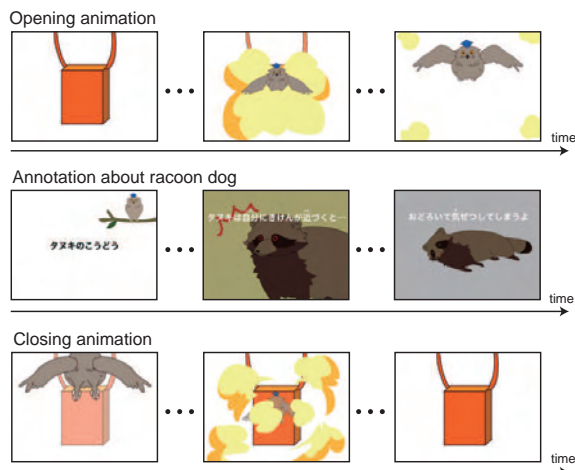 Opening animation
time
Annotation about racoon dog
タヌキのこうどう
タヌキは自分にきけんが近づくと…
おどろいて気ぜつしてしまうよ
time
Closing animation
time